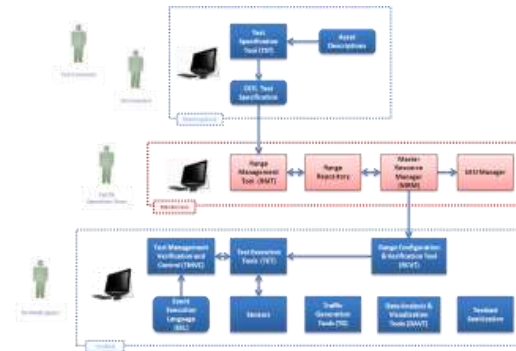 Test
Specification
Tool (TST)
Asset
Descriptions
CITL Test
Specification
Range
Management
Tool (RMT)
Range
Repository
Master
Resource
Manager
(MRM)
GEO Manager
Test Management
Verification and
Control (TMVC)
Test Execution
Tools (TET)
Range Configuration
& Verification Tool
(RCVT)
Event
Execution
Language
(EEL)
Sensors
Traffic
Generation
Tools (TG)
Data Analysis &
Visualization
Tools (DAVT)
Testbed
Sanitization